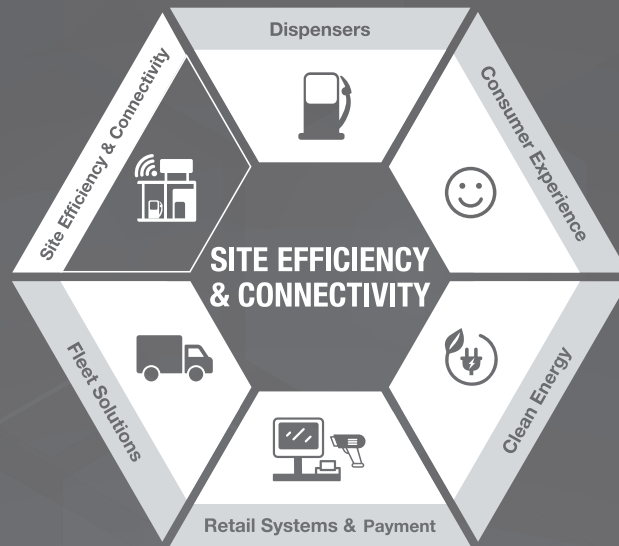 Dispensers
Consumer Experience
Site Efficiency & Connectivity
SITE EFFICIENCY
& CONNECTIVITY
Fleet Solutions
Clean Energy
Retail Systems & Payment